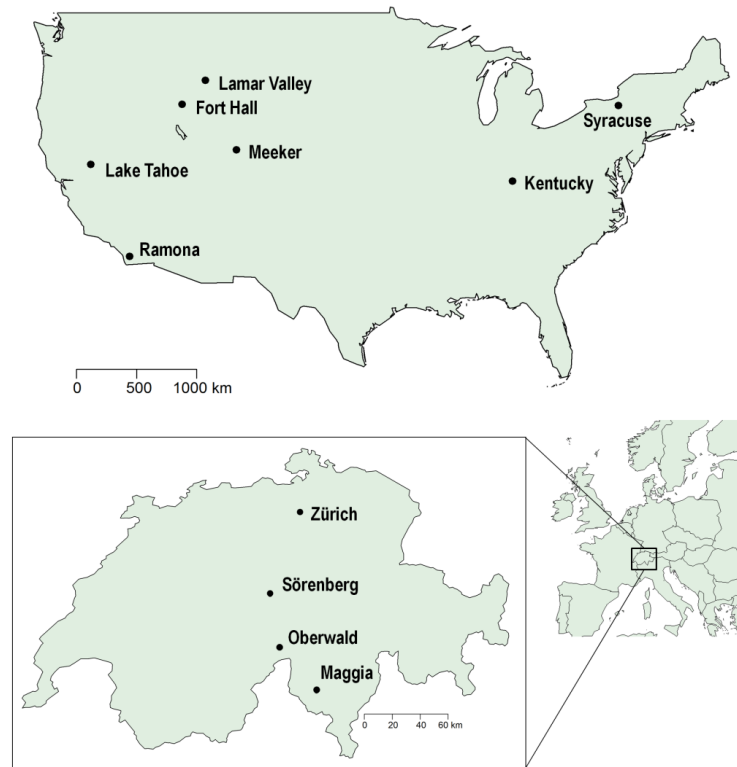 Lamar Valley
Fort Hall
Syracuse
Meeker
Lake Tahoe
Kentucky
Ramona
0 500 1000 km
Zürich
Sörenberg
Oberwald
Maggia
0 20 40 60 km